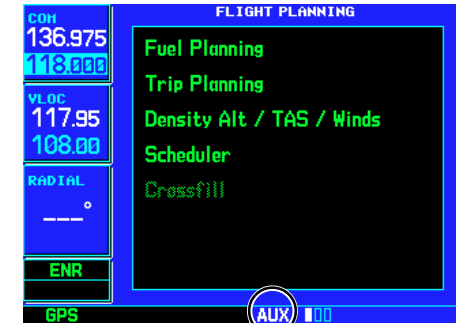 COM
136.975
118.000
VLOC
117.95
108.00
RADIAL
___°
ENR
GPS
FLIGHT PLANNING
Fuel Planning
Trip Planning
Density Alt / TAS / Winds
Scheduler
Crossfill
AUX